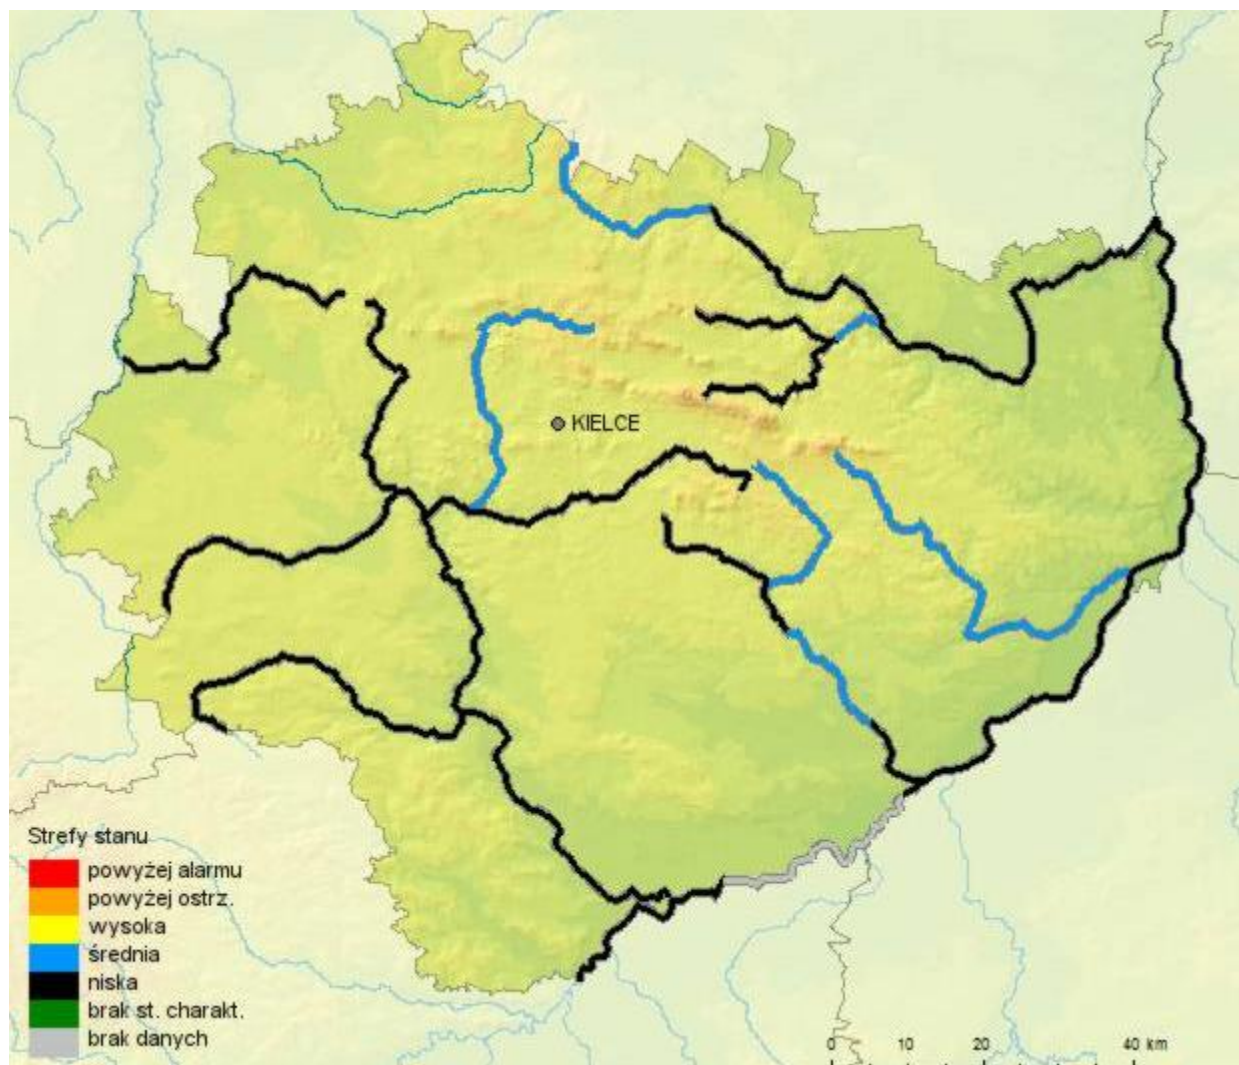 KIELCE
Strefy stanu
powyżej alarmu
powyżej ostrz.
wysoka
średnia
niska
brak st. charakt.
brak danych
0 10 20 40 km